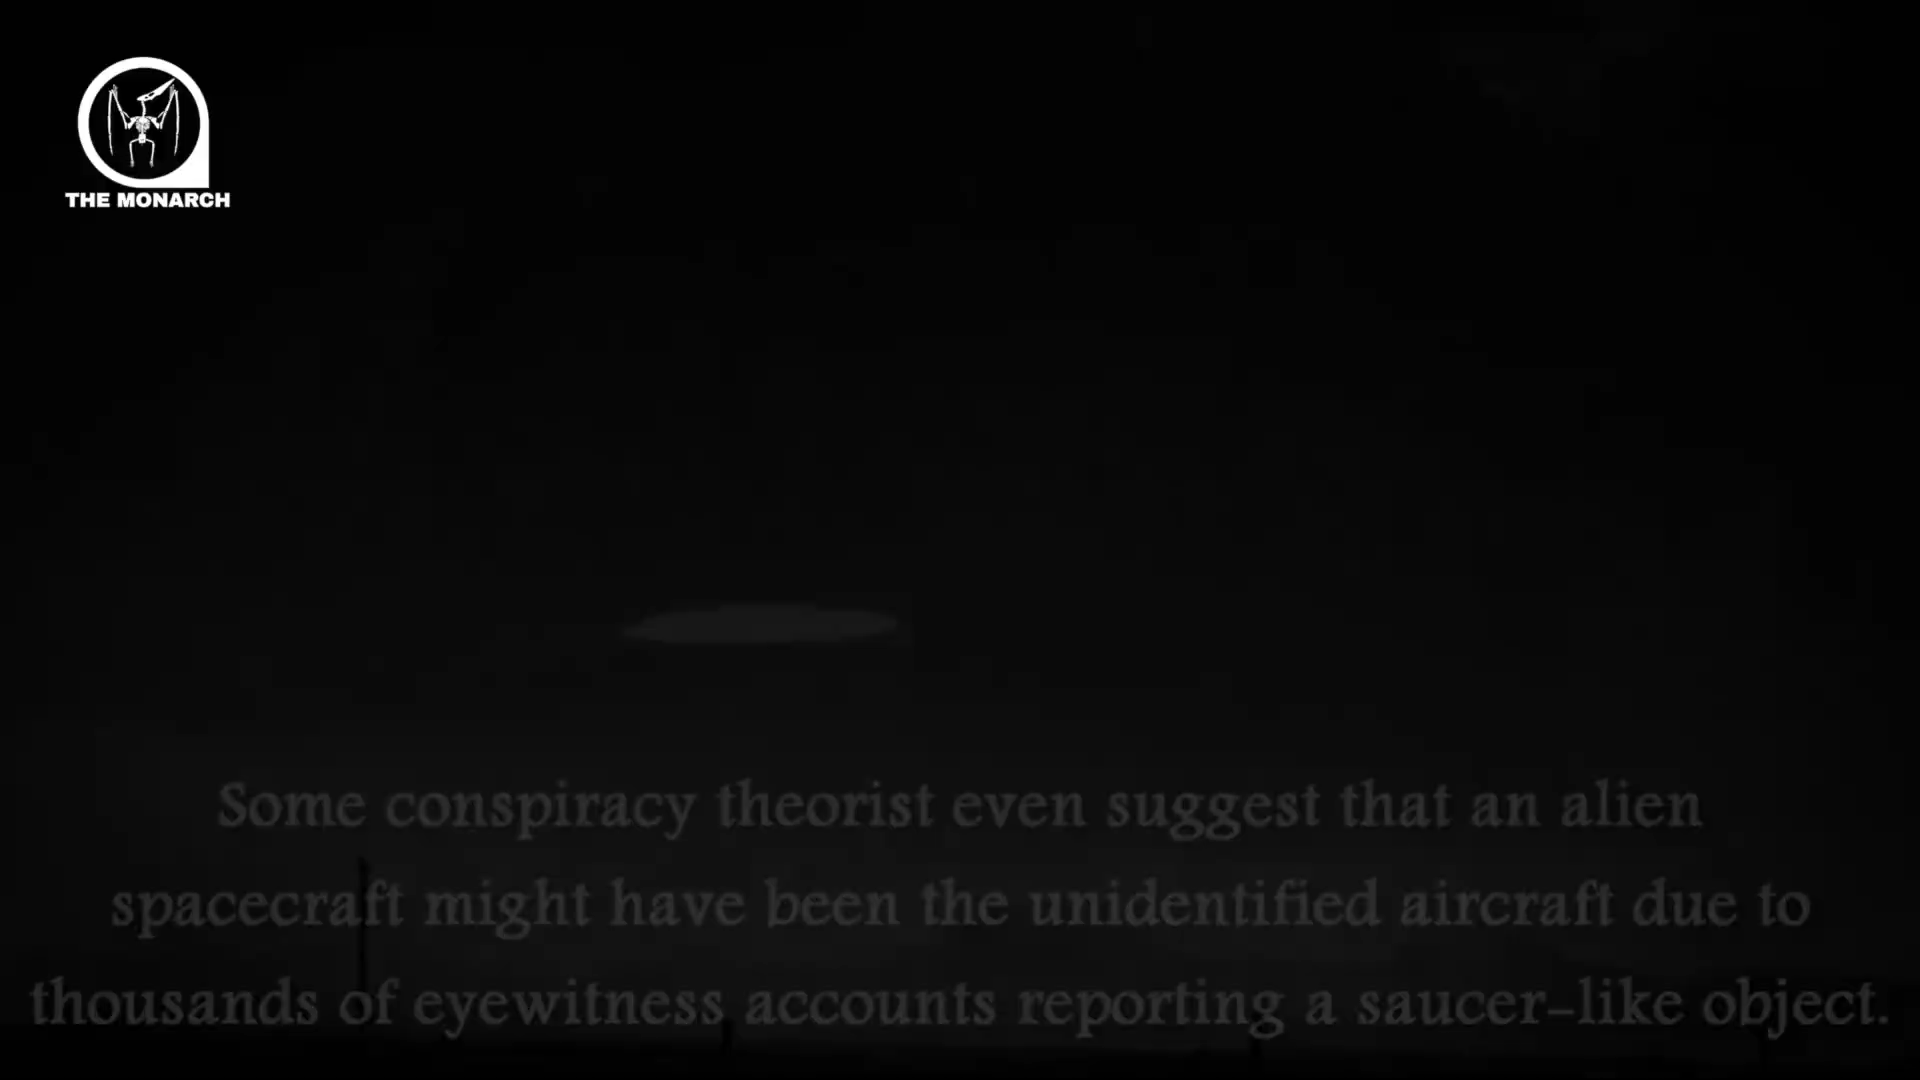 THE MONARCH
Some conspiracy theorist even suggest that an alien
spacecraft might have been the unidentified aircraft due to
thousands of eyewitness accounts reporting a saucer-like object.